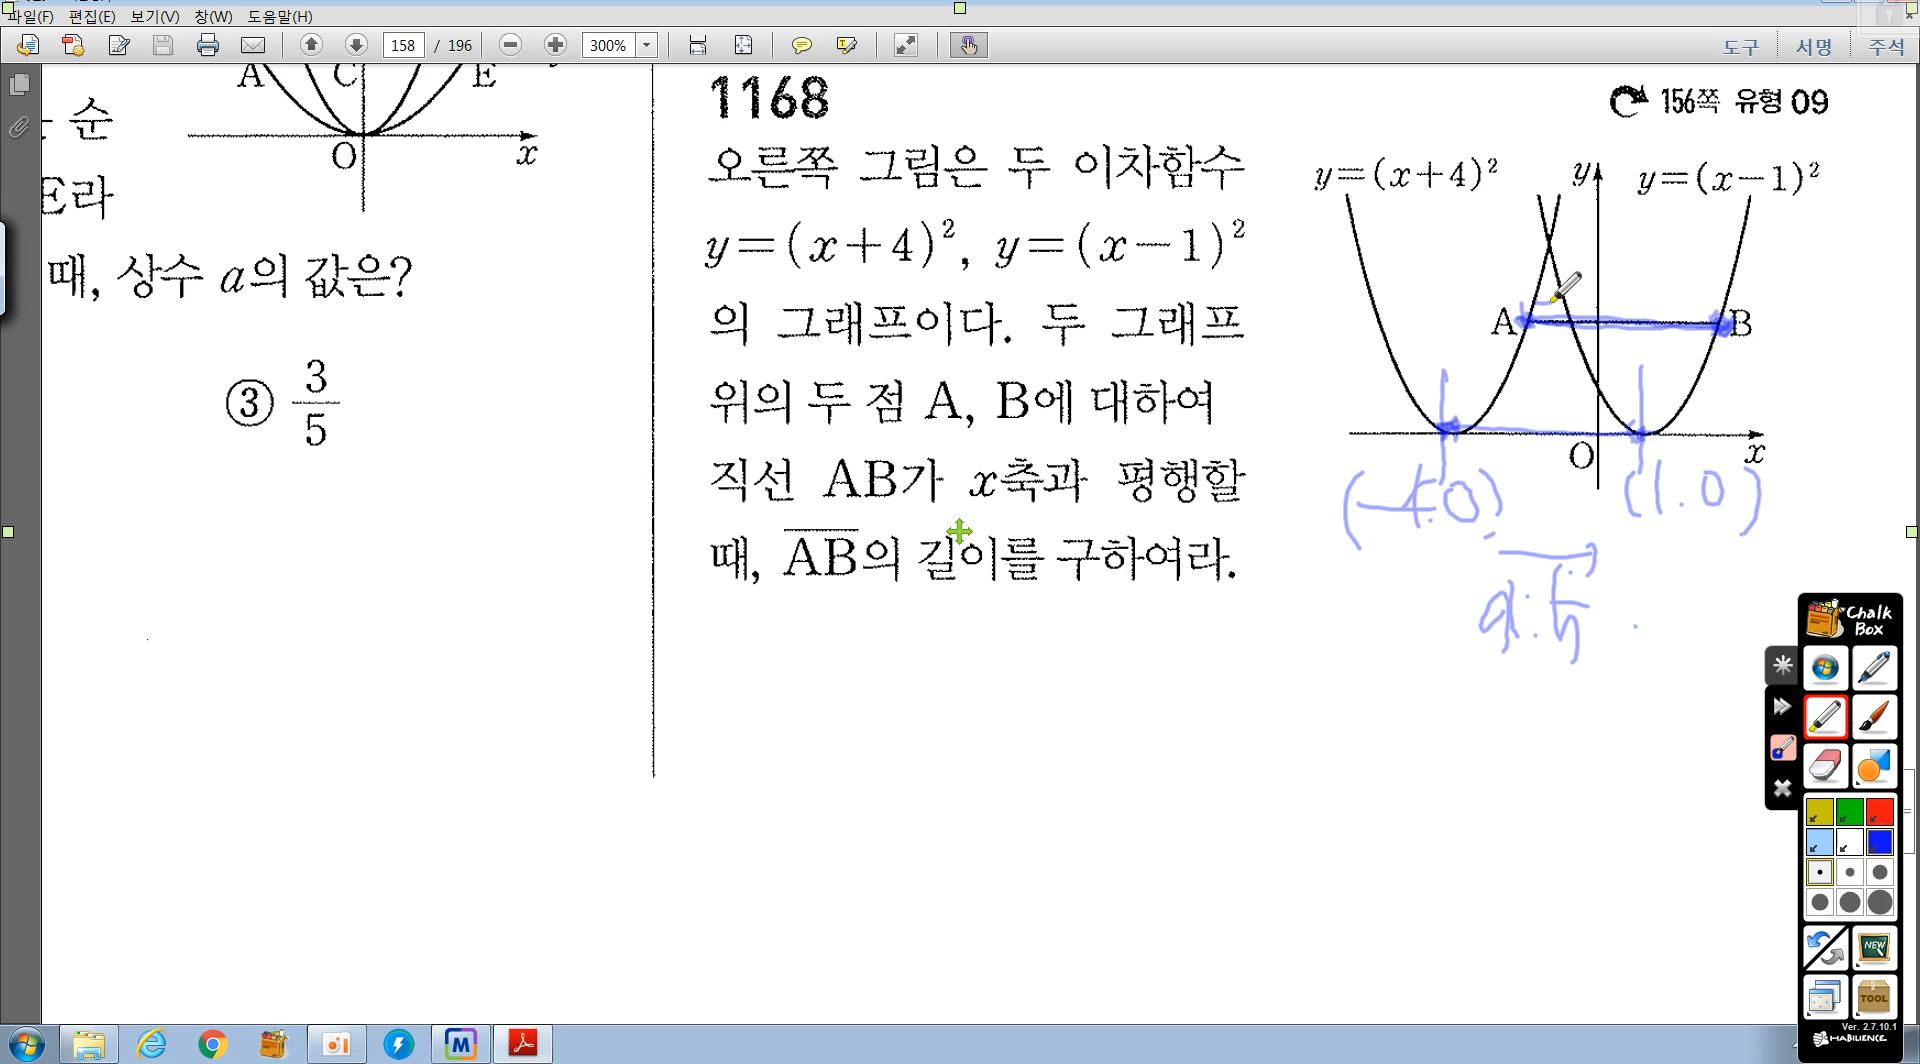 파일(F) 편집(E) 보기(V) 창(W) 도움말(H)
158 / 196 300% 도구 서명 주석
A C E
O x
순
E라
때, 상수 a의 값은?
③ 3/5
1168
156쪽 유형 09
오른쪽 그림은 두 이차함수
y=(x+4)², y=(x-1)²
의 그래프이다. 두 그래프
위의 두 점 A, B에 대하여
직선 AB가 x축과 평행할
때, AB의 길이를 구하여라.
y=(x+4)² y y=(x-1)²
A B
O x
(1.0)
Chalk Box
NEW
TOOL
Ver. 2.7.10.1
HABILIENCE